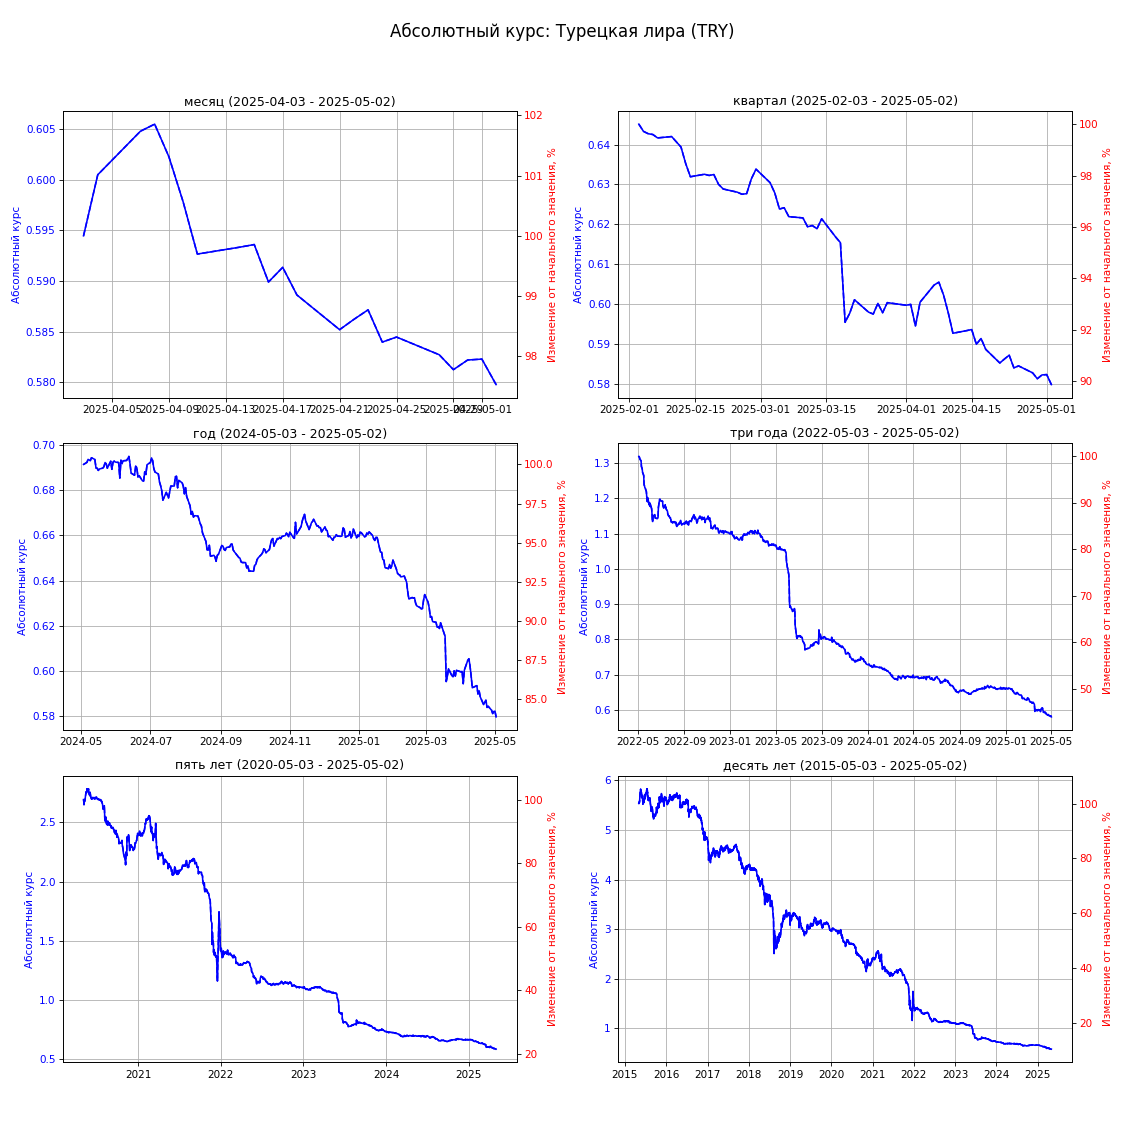 Абсолютный курс: Турецкая лира (TRY)
месяц (2025-04-03 - 2025-05-02)
Абсолютный курс
0.605
0.600
0.595
0.590
0.585
0.580
102
101
100
99
98
Изменение от начального значения, %
2025-04-05 2025-04-09 2025-04-13 2025-04-17 2025-04-21 2025-04-25 2025-04-29 2025-05-01
квартал (2025-02-03 - 2025-05-02)
Абсолютный курс
0.64
0.63
0.62
0.61
0.60
0.59
0.58
100
98
96
94
92
90
Изменение от начального значения, %
2025-02-01 2025-02-15 2025-03-01 2025-03-15 2025-04-01 2025-04-15 2025-05-01
год (2024-05-03 - 2025-05-02)
Абсолютный курс
0.70
0.68
0.66
0.64
0.62
0.60
0.58
100.0
97.5
95.0
92.5
90.0
87.5
85.0
Изменение от начального значения, %
2024-05 2024-07 2024-09 2024-11 2025-01 2025-03 2025-05
три года (2022-05-03 - 2025-05-02)
Абсолютный курс
1.3
1.2
1.1
1.0
0.9
0.8
0.7
0.6
100
90
80
70
60
50
Изменение от начального значения, %
2022-05 2022-09 2023-01 2023-05 2023-09 2024-01 2024-05 2024-09 2025-01 2025-05
пять лет (2020-05-03 - 2025-05-02)
Абсолютный курс
2.5
2.0
1.5
1.0
0.5
100
80
60
40
20
Изменение от начального значения, %
2021 2022 2023 2024 2025
десять лет (2015-05-03 - 2025-05-02)
Абсолютный курс
6
5
4
3
2
1
100
80
60
40
20
Изменение от начального значения, %
2015 2016 2017 2018 2019 2020 2021 2022 2023 2024 2025